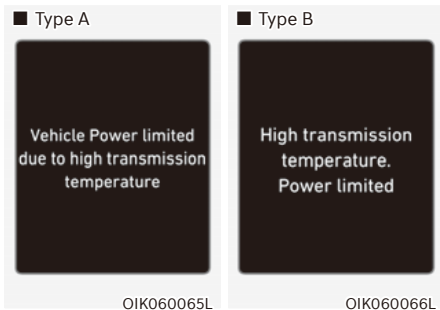 ■ Type A
Vehicle Power limited
due to high transmission
temperature
OIK060065L
■ Type B
High transmission
temperature.
Power limited
OIK060066L